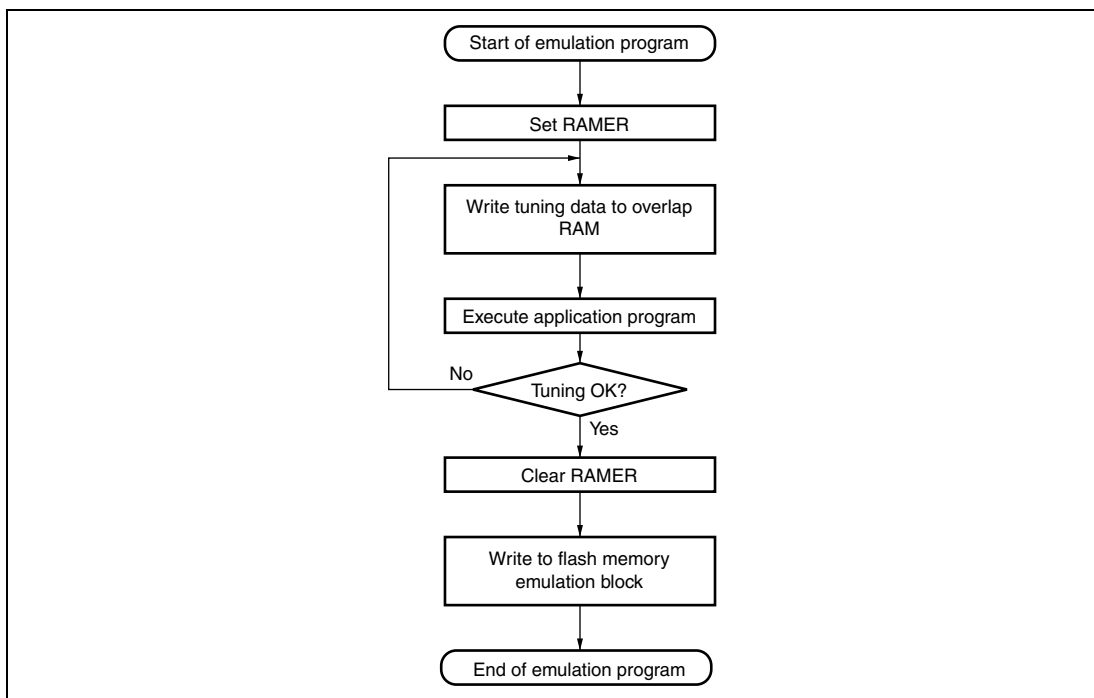 Start of emulation program
Set RAMER
Write tuning data to overlap
RAM
Execute application program
No
Tuning OK?
Yes
Clear RAMER
Write to flash memory
emulation block
End of emulation program